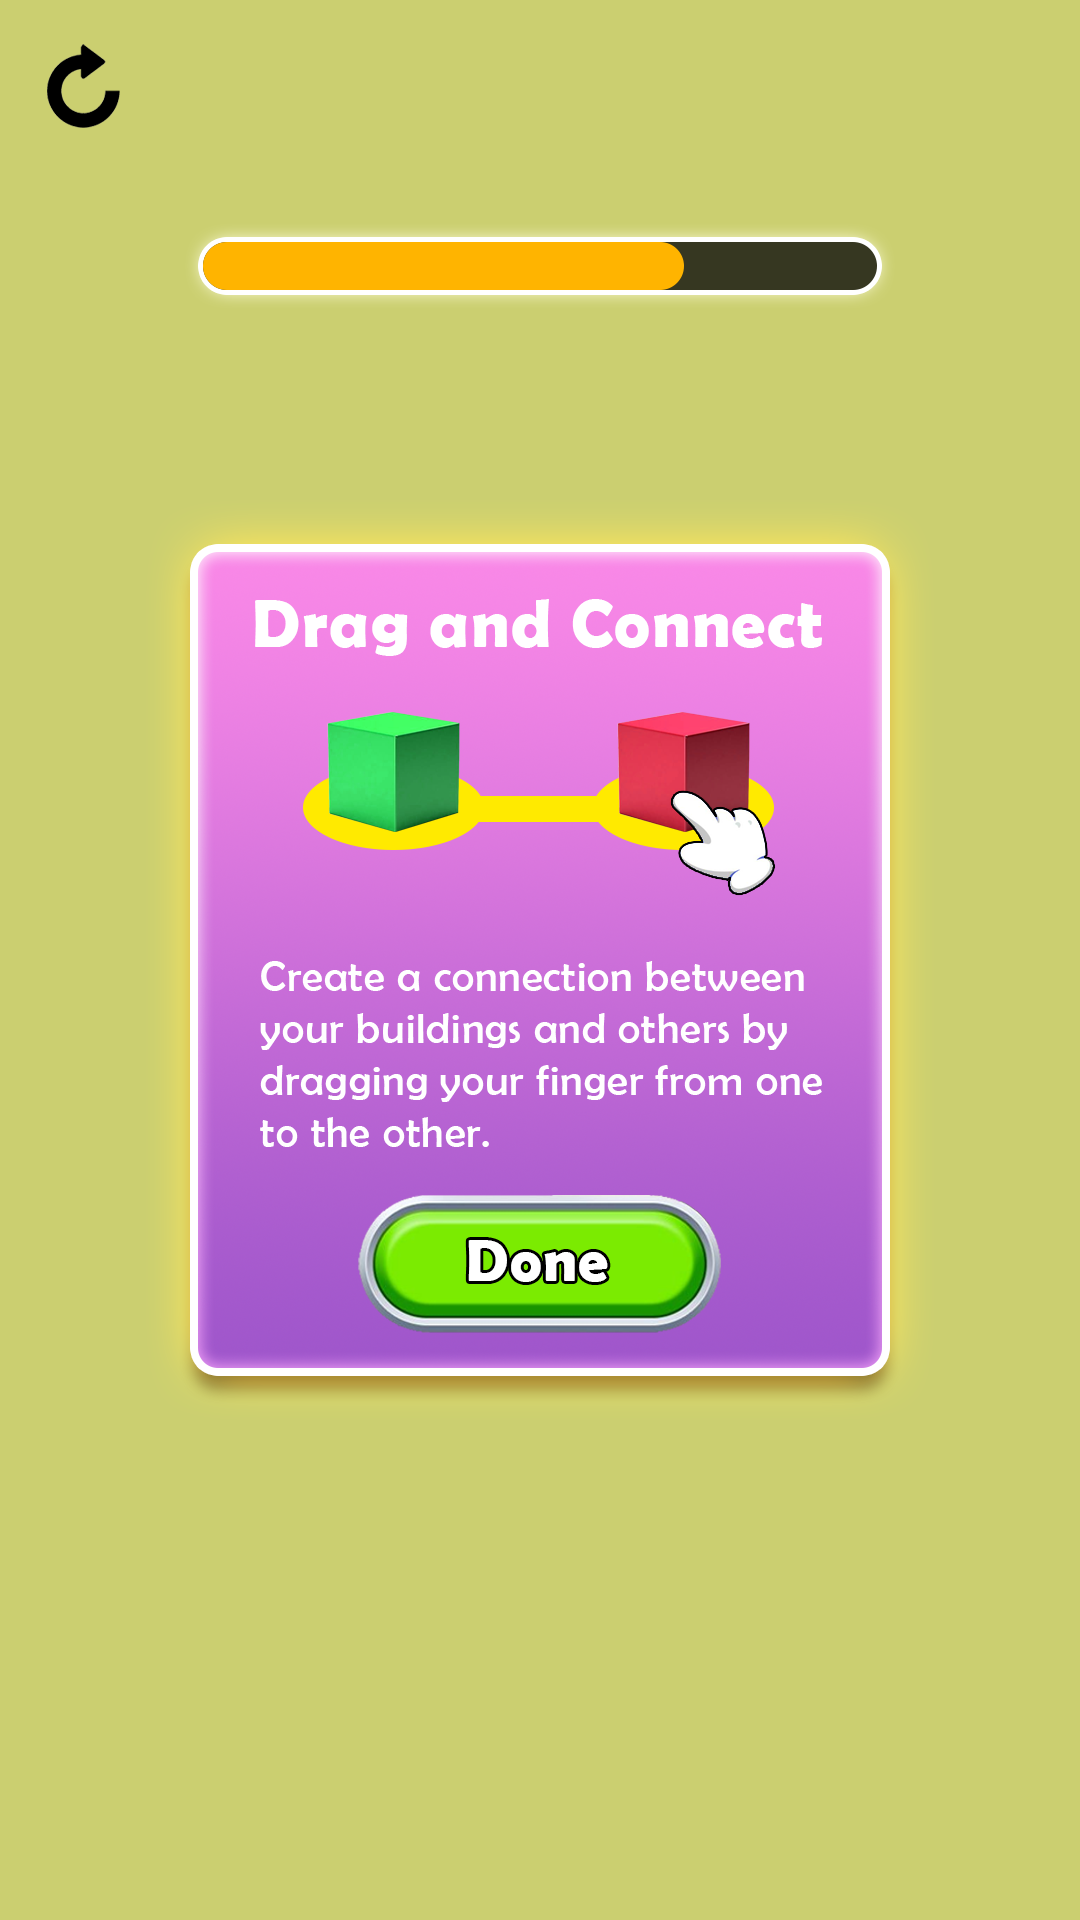 Drag and Connect
Create a connection between
your buildings and others by
dragging your finger from one
to the other.
Done